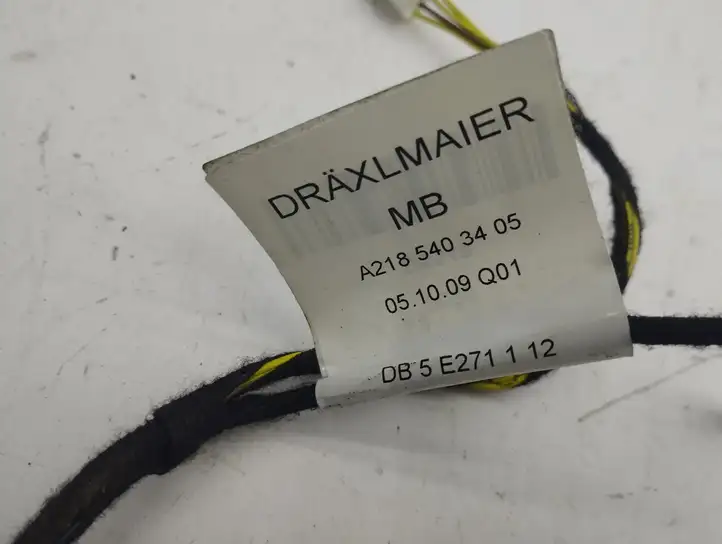 DRÄXLMAIER
MB
A218 540 34 05
05.10.09 Q01
DB 5 E271 1 12